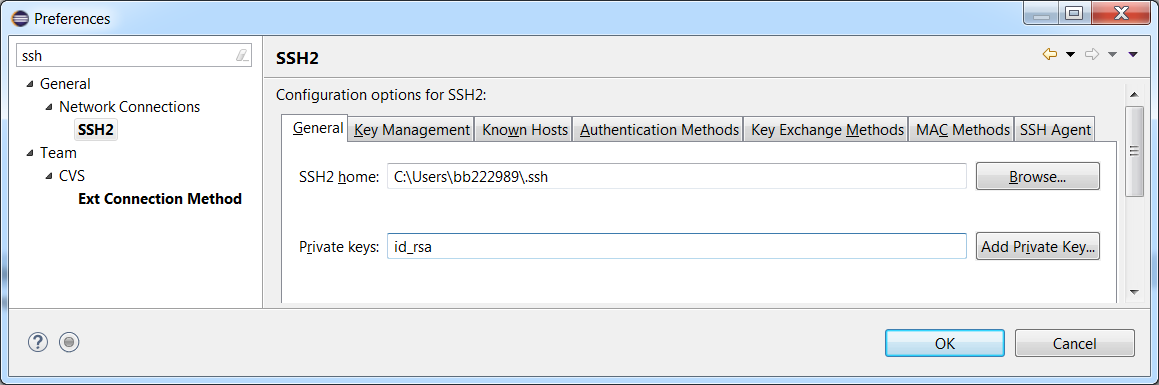 Preferences
ssh
General
Network Connections
SSH2
Team
CVS
Ext Connection Method
SSH2
Configuration options for SSH2:
General Key Management Known Hosts Authentication Methods Key Exchange Methods MAC Methods SSH Agent
SSH2 home: C:\Users\bb222989\.ssh Browse...
Private keys: id_rsa Add Private Key...
? OK Cancel